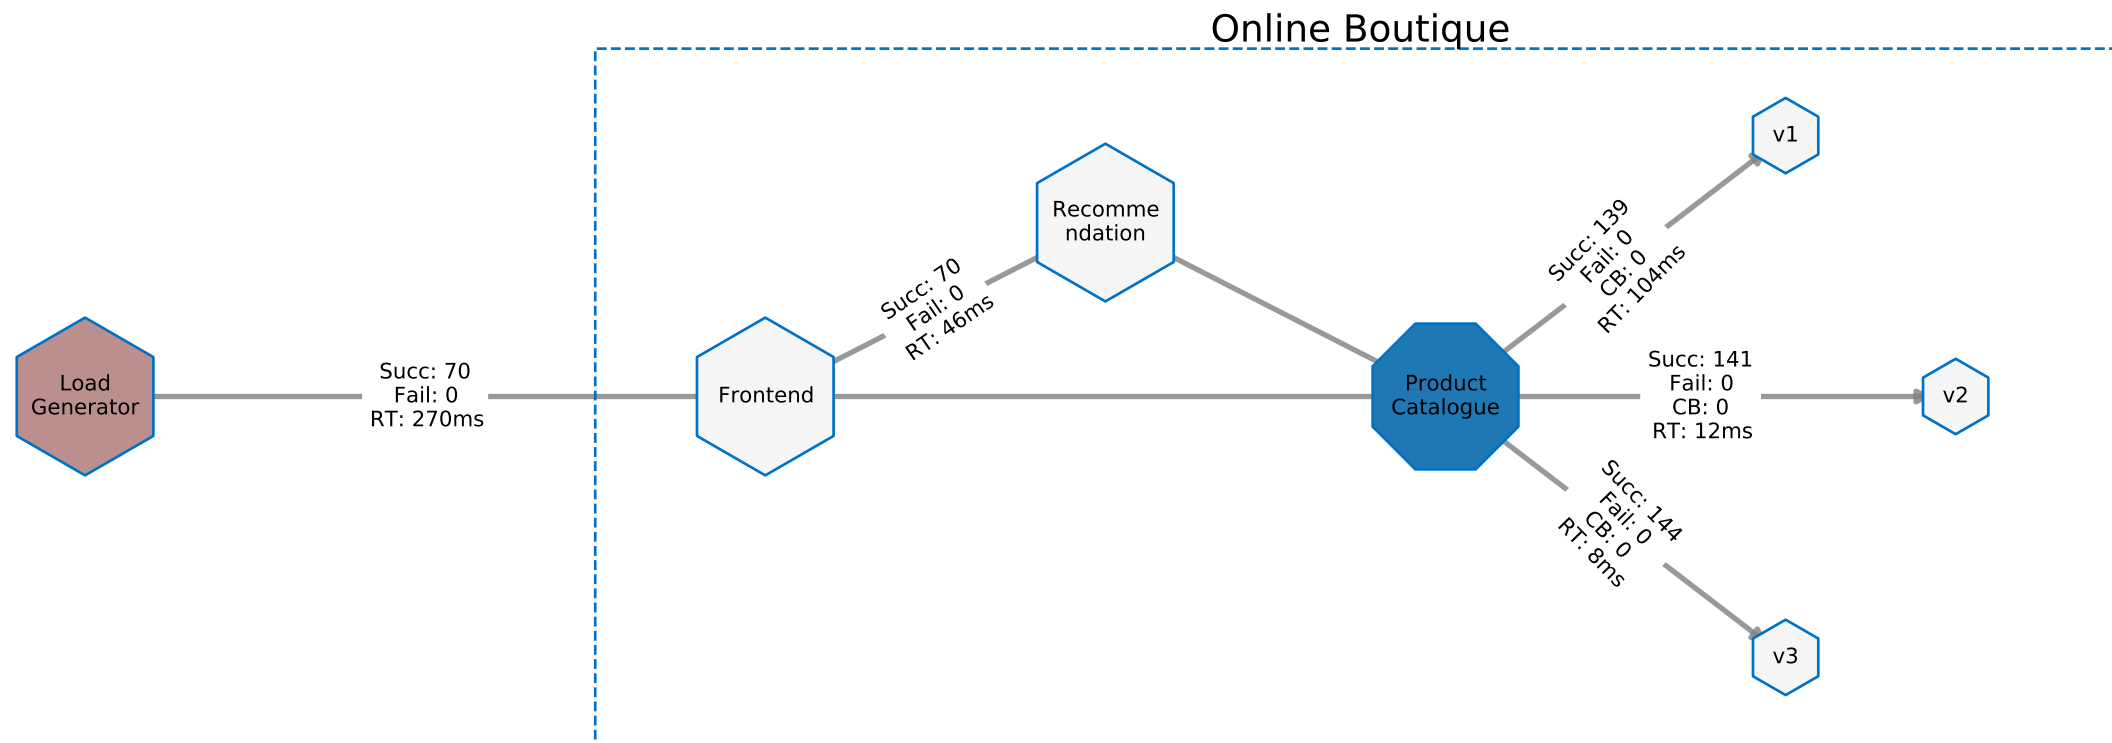 Online Boutique
Load
Generator
Succ: 70
Fail: 0
RT: 270ms
Frontend
Succ: 70
Fail: 0
RT: 46ms
Recomme
ndation
Product
Catalogue
Succ: 139
Fail: 0
CB: 0
RT: 104ms
v1
Succ: 141
Fail: 0
CB: 0
RT: 12ms
v2
Succ: 144
Fail: 0
CB: 0
RT: 8ms
v3